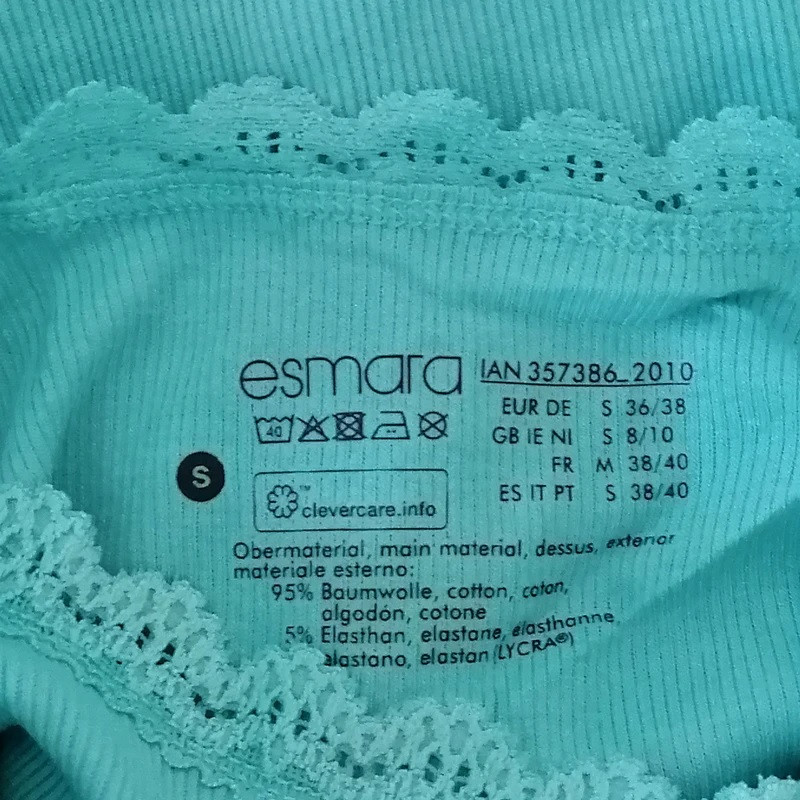 esmara
IAN 357386_2010
EUR DE S 36/38
GB IE NI S 8/10
FR M 38/40
ES IT PT S 38/40
40
S
clevercare.info
™
Obermaterial, main material, dessus, exterior
materiale esterno:
95% Baumwolle, cotton, coton,
algodón, cotone
5% Elasthan, elastane, élasthanne
elastano, elastan (LYCRA®)